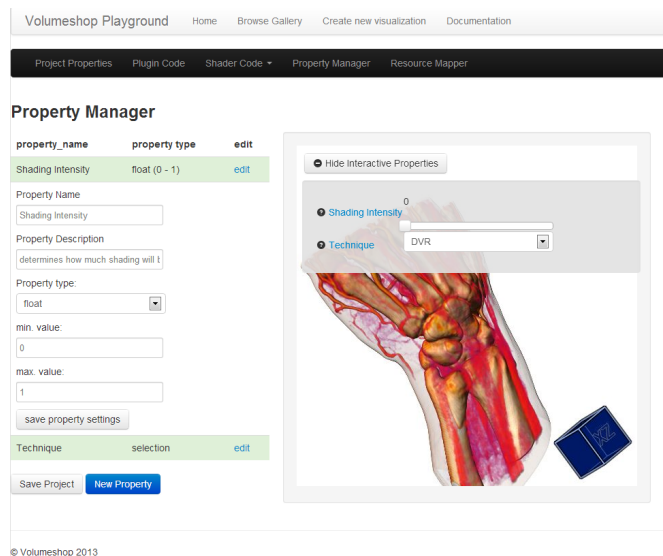 Volumeshop Playground Home Browse Gallery Create new visualization Documentation
Project Properties Plugin Code Shader Code Property Manager Resource Mapper
Property Manager
property_name property type edit
Shading Intensity float (0 - 1) edit
Property Name
Shading Intensity
Property Description
determines how much shading will b
Property type:
float
min. value:
0
max. value:
1
save property settings
Technique selection edit
Save Project New Property
Hide Interactive Properties
0
Shading Intensity
Technique DVR
XZ
© Volumeshop 2013